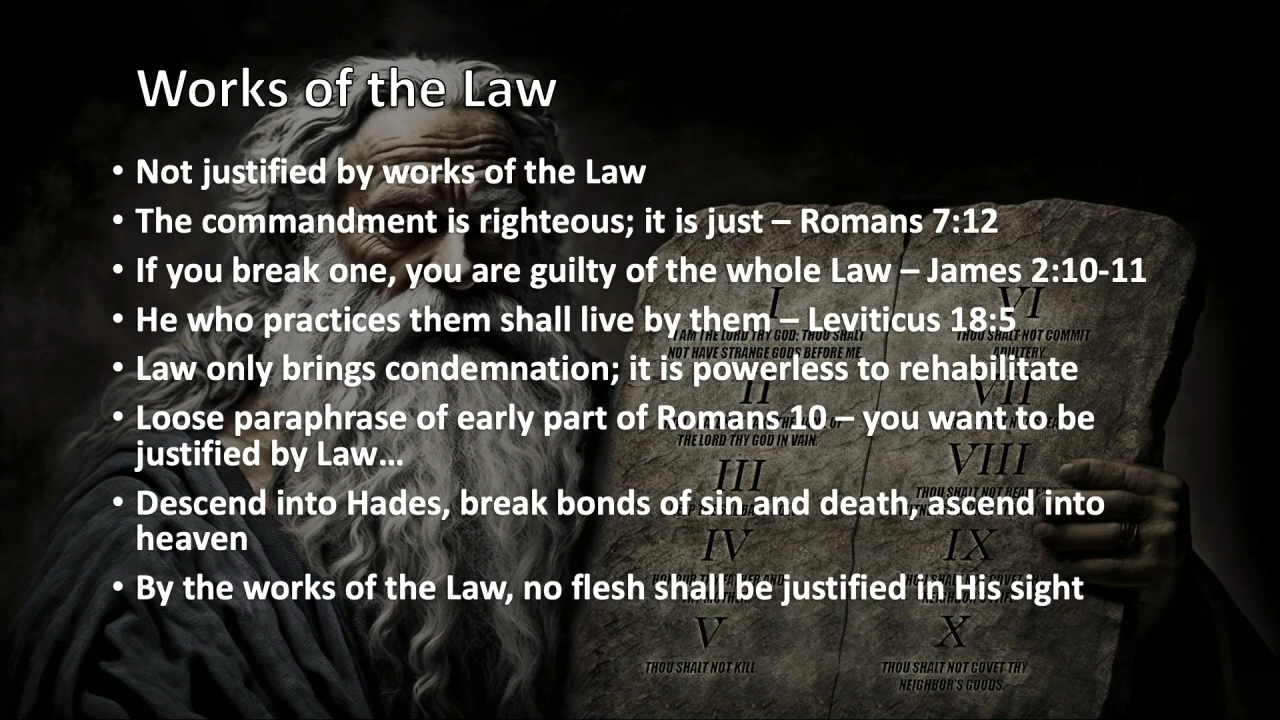 Works of the Law
• Not justified by works of the Law
• The commandment is righteous; it is just – Romans 7:12
• If you break one, you are guilty of the whole Law – James 2:10-11
• He who practices them shall live by them – Leviticus 18:5
• Law only brings condemnation; it is powerless to rehabilitate
• Loose paraphrase of early part of Romans 10 – you want to be
justified by Law…
• Descend into Hades, break bonds of sin and death, ascend into
heaven
• By the works of the Law, no flesh shall be justified in His sight
I
I AM THE LORD THY GOD: THOU SHALT
NOT HAVE STRANGE GODS BEFORE ME.
II
THE LORD THY GOD IN VAIN.
III
IV
V
THOU SHALT NOT KILL.
VI
THOU SHALT NOT COMMIT
ADULTERY.
VII
VIII
IX
X
THOU SHALT NOT COVET THY
NEIGHBOR'S GOODS.